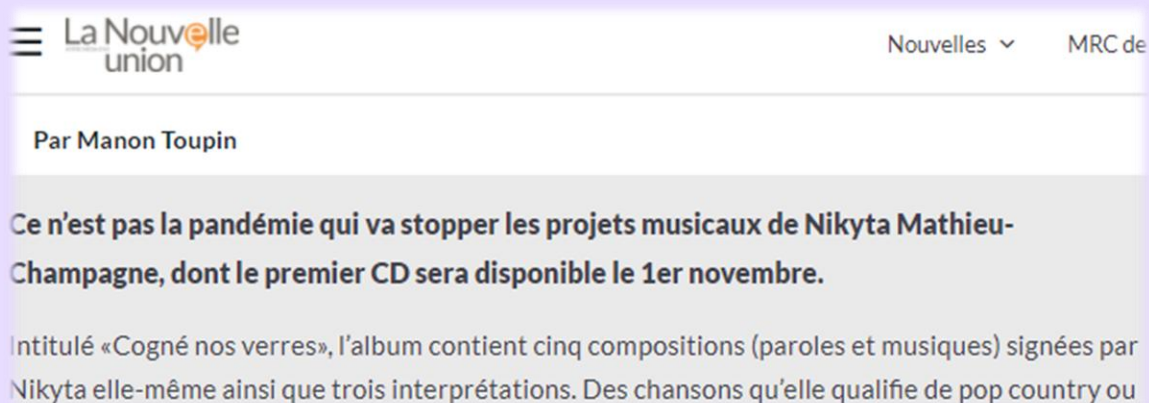 La Nouvelle
union
Nouvelles
MRC de
Par Manon Toupin
Ce n’est pas la pandémie qui va stopper les projets musicaux de Nikyta Mathieu-
Champagne, dont le premier CD sera disponible le 1er novembre.
Intitulé «Cogné nos verres», l’album contient cinq compositions (paroles et musiques) signées par
Nikyta elle-même ainsi que trois interprétations. Des chansons qu’elle qualifie de pop country ou